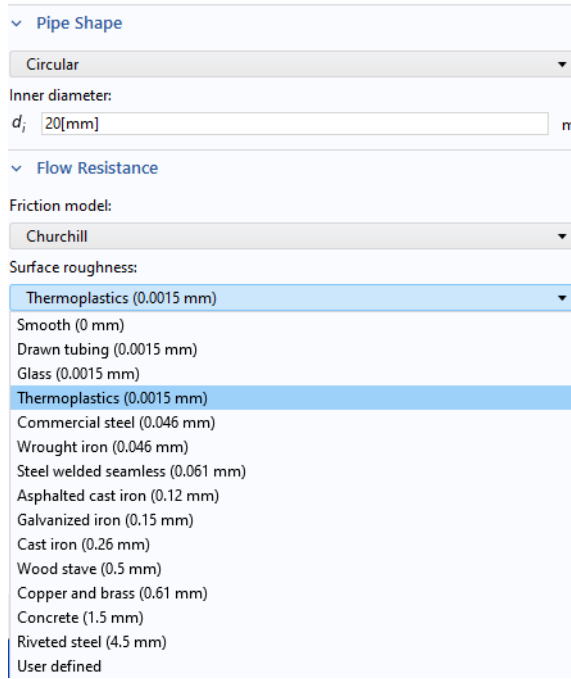 Pipe Shape
Circular
Inner diameter:
di 20[mm] m
Flow Resistance
Friction model:
Churchill
Surface roughness:
Thermoplastics (0.0015 mm)
Smooth (0 mm)
Drawn tubing (0.0015 mm)
Glass (0.0015 mm)
Thermoplastics (0.0015 mm)
Commercial steel (0.046 mm)
Wrought iron (0.046 mm)
Steel welded seamless (0.061 mm)
Asphalted cast iron (0.12 mm)
Galvanized iron (0.15 mm)
Cast iron (0.26 mm)
Wood stave (0.5 mm)
Copper and brass (0.61 mm)
Concrete (1.5 mm)
Riveted steel (4.5 mm)
User defined